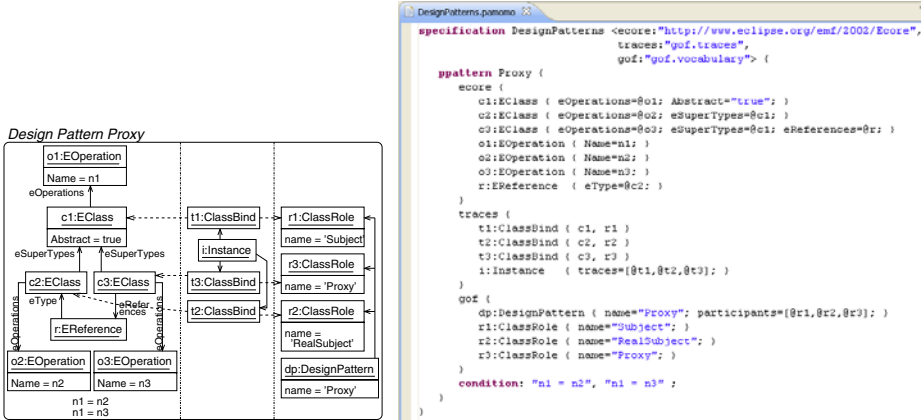 Design Pattern Proxy
o1:EOperation
Name = n1
eOperations
c1:EClass
Abstract = true
eSuperTypes
eSuperTypes
c2:EClass
c3:EClass
eType
eRefer
ences
eOperations
eOperations
r:EReference
o2:EOperation
Name = n2
o3:EOperation
Name = n3
n1 = n2
n1 = n3
t1:ClassBind
i:Instance
t3:ClassBind
t2:ClassBind
r1:ClassRole
name = 'Subject'
r3:ClassRole
name = 'Proxy'
r2:ClassRole
name =
'RealSubject'
dp:DesignPattern
name = 'Proxy'
DesignPatterns.pamomo
specification DesignPatterns <ecore:"http://www.eclipse.org/emf/2002/Ecore",
traces:"gof.traces",
gof:"gof.vocabulary"> {
ppattern Proxy {
ecore {
c1:EClass { eOperations=@o1; Abstract="true"; }
c2:EClass { eOperations=@o2; eSuperTypes=@c1; }
c3:EClass { eOperations=@o3; eSuperTypes=@c1; eReferences=@r; }
o1:EOperation { Name=n1; }
o2:EOperation { Name=n2; }
o3:EOperation { Name=n3; }
r:EReference { eType=@c2; }
}
traces {
t1:ClassBind { c1, r1 }
t2:ClassBind { c2, r2 }
t3:ClassBind { c3, r3 }
i:Instance { traces=[@t1,@t2,@t3]; }
}
gof {
dp:DesignPattern { name="Proxy"; participants=[@r1,@r2,@r3]; }
r1:ClassRole { name="Subject"; }
r2:ClassRole { name="RealSubject"; }
r3:ClassRole { name="Proxy"; }
}
condition: "n1 = n2", "n1 = n3" ;
}
}